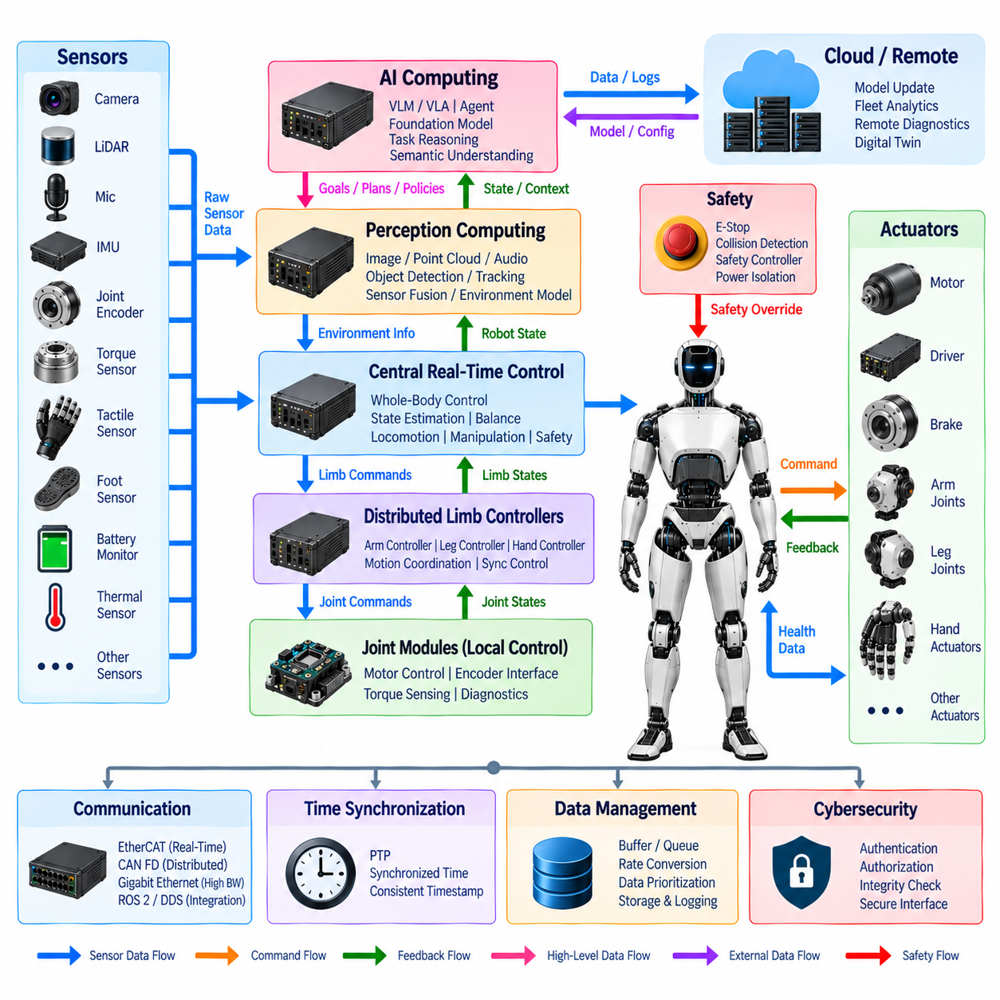 Sensors
Camera
LiDAR
Mic
IMU
Joint
Encoder
Torque
Sensor
Tactile
Sensor
Foot
Sensor
Battery
Monitor
Thermal
Sensor
Other
Sensors
Raw
Sensor
Data
AI Computing
VLM / VLA | Agent
Foundation Model
Task Reasoning
Semantic Understanding
Data / Logs
Model / Config
Cloud / Remote
Model Update
Fleet Analytics
Remote Diagnostics
Digital Twin
Goals / Plans / Policies
State / Context
Perception Computing
Image / Point Cloud / Audio
Object Detection / Tracking
Sensor Fusion / Environment Model
Environment Info
Robot State
Central Real-Time Control
Whole-Body Control
State Estimation | Balance
Locomotion | Manipulation | Safety
Limb Commands
Limb States
Distributed Limb Controllers
Arm Controller | Leg Controller | Hand Controller
Motion Coordination | Sync Control
Joint Commands
Joint States
Joint Modules (Local Control)
Motor Control | Encoder Interface
Torque Sensing | Diagnostics
Safety
E-Stop
Collision Detection
Safety Controller
Power Isolation
Safety Override
Command
Feedback
Health
Data
Actuators
Motor
Driver
Brake
Arm
Joints
Leg
Joints
Hand
Actuators
Other
Actuators
Communication
EtherCAT (Real-Time)
CAN FD (Distributed)
Gigabit Ethernet (High BW)
ROS 2 / DDS (Integration)
Time Synchronization
PTP
Synchronized Time
Consistent Timestamp
Data Management
Buffer / Queue
Rate Conversion
Data Prioritization
Storage & Logging
Cybersecurity
Authentication
Authorization
Integrity Check
Secure Interface
Sensor Data Flow
Command Flow
Feedback Flow
High-Level Data Flow
External Data Flow
Safety Flow